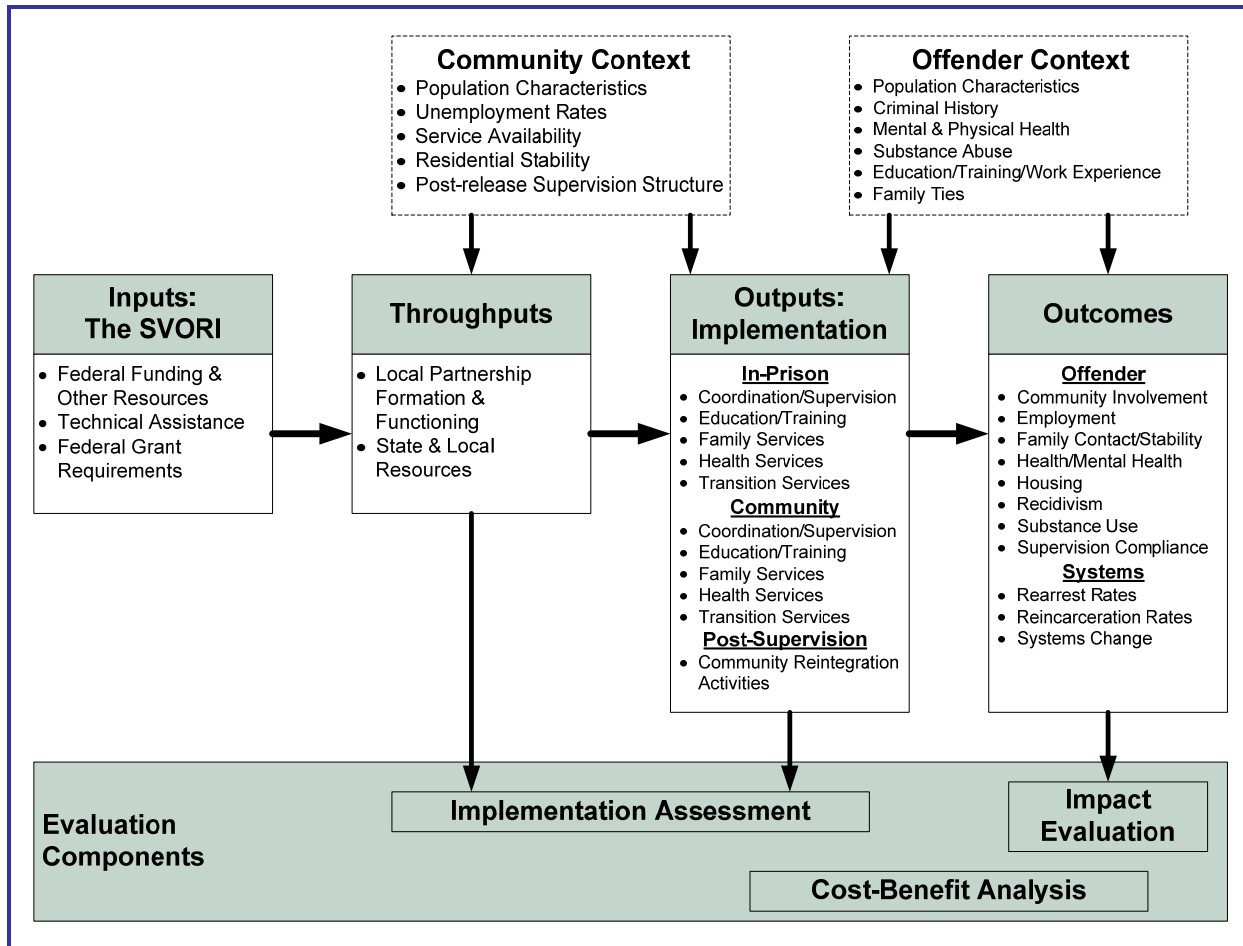 Community Context
• Population Characteristics
• Unemployment Rates
• Service Availability
• Residential Stability
• Post-release Supervision Structure
Offender Context
• Population Characteristics
• Criminal History
• Mental & Physical Health
• Substance Abuse
• Education/Training/Work Experience
• Family Ties
Inputs:
The SVORI
• Federal Funding &
Other Resources
• Technical Assistance
• Federal Grant
Requirements
Throughputs
• Local Partnership
Formation &
Functioning
• State & Local
Resources
Outputs:
Implementation
In-Prison
• Coordination/Supervision
• Education/Training
• Family Services
• Health Services
• Transition Services
Community
• Coordination/Supervision
• Education/Training
• Family Services
• Health Services
• Transition Services
Post-Supervision
• Community Reintegration
Activities
Outcomes
Offender
• Community Involvement
• Employment
• Family Contact/Stability
• Health/Mental Health
• Housing
• Recidivism
• Substance Use
• Supervision Compliance
Systems
• Rearrest Rates
• Reincarceration Rates
• Systems Change
Evaluation
Components
Implementation Assessment
Impact
Evaluation
Cost-Benefit Analysis